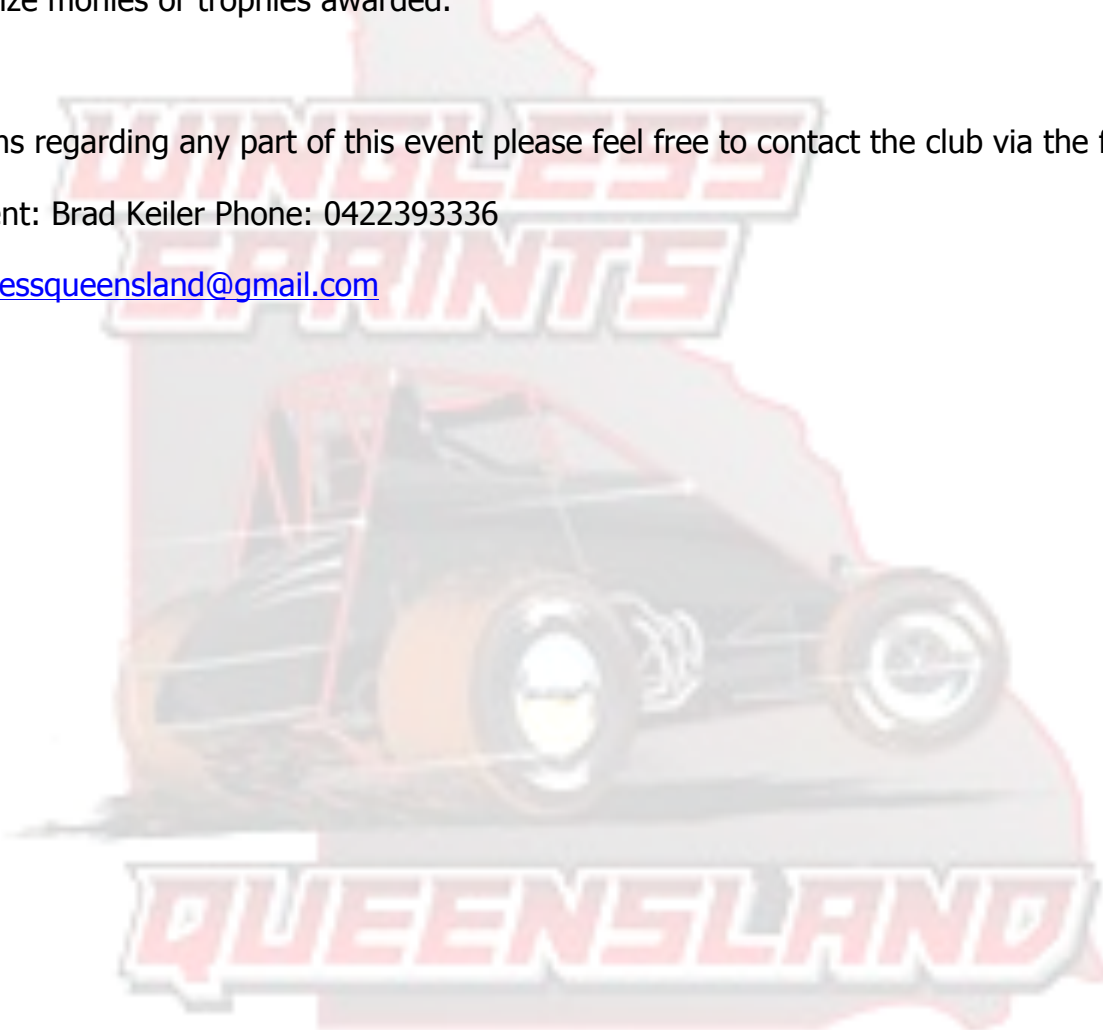 ize monies or trophies awarded.
ns regarding any part of this event please feel free to contact the club via the f
ent: Brad Keiler Phone: 0422393336
essqueensland@gmail.com
WINGLESS
SPRINTS
QUEENSLAND